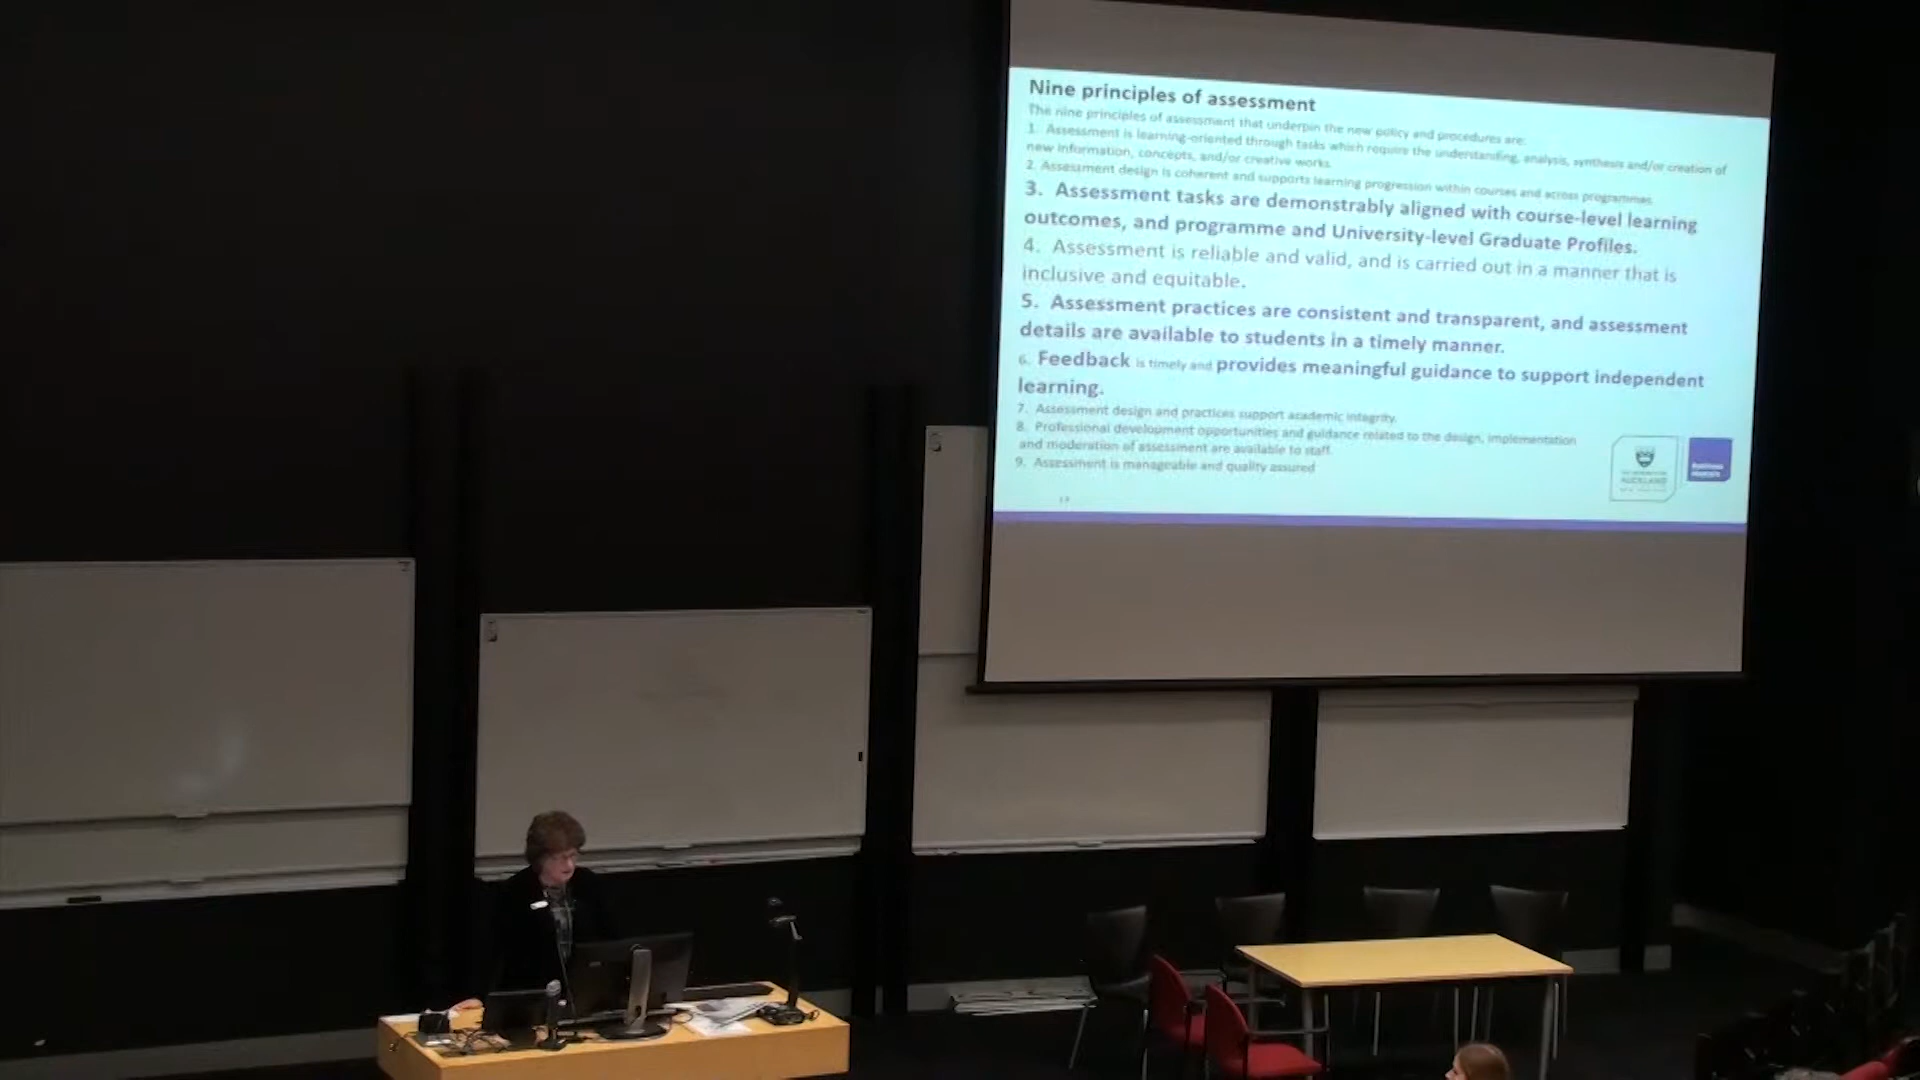 Nine principles of assessment
The nine principles of assessment that underpin the new policy and procedures are:
1. Assessment is learning-oriented through tasks which require the understanding, analysis, synthesis and/or creation of
new information, concepts, and/or creative works.
2. Assessment design is coherent and supports learning progression within courses and across programmes.
3. Assessment tasks are demonstrably aligned with course-level learning
outcomes, and programme and University-level Graduate Profiles.
4. Assessment is reliable and valid, and is carried out in a manner that is
inclusive and equitable.
5. Assessment practices are consistent and transparent, and assessment
details are available to students in a timely manner.
6. Feedback is timely and provides meaningful guidance to support independent
learning.
7. Assessment design and practices support academic integrity.
8. Professional development opportunities and guidance related to the design, implementation
and moderation of assessment are available to staff.
9. Assessment is manageable and quality assured
AUCKLAND